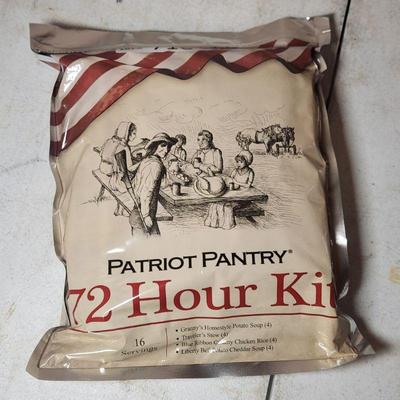 PATRIOT PANTRY®
72 Hour Kit
16
Servings
• Granny's Homestyle Potato Soup (4)
• Traveler's Stew (4)
• Blue Ribbon Creamy Chicken Rice (4)
• Liberty Bell Potato Cheddar Soup (4)